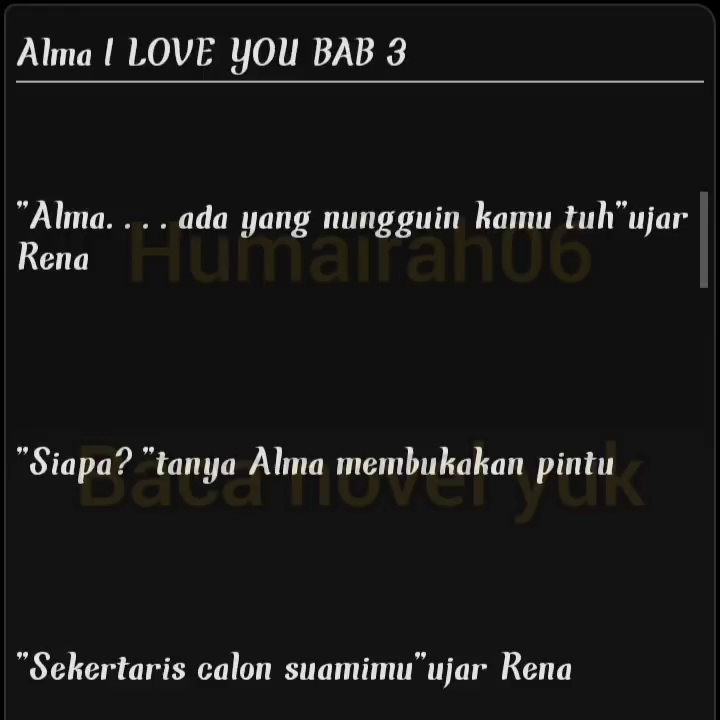 Alma I LOVE YOU BAB 3
"Alma. . . . ada yang nungguin kamu tuh"ujar
Rena
Humairah06
"Siapa? "tanya Alma membukakan pintu
Baca novel yuk
"Sekertaris calon suamimu"ujar Rena